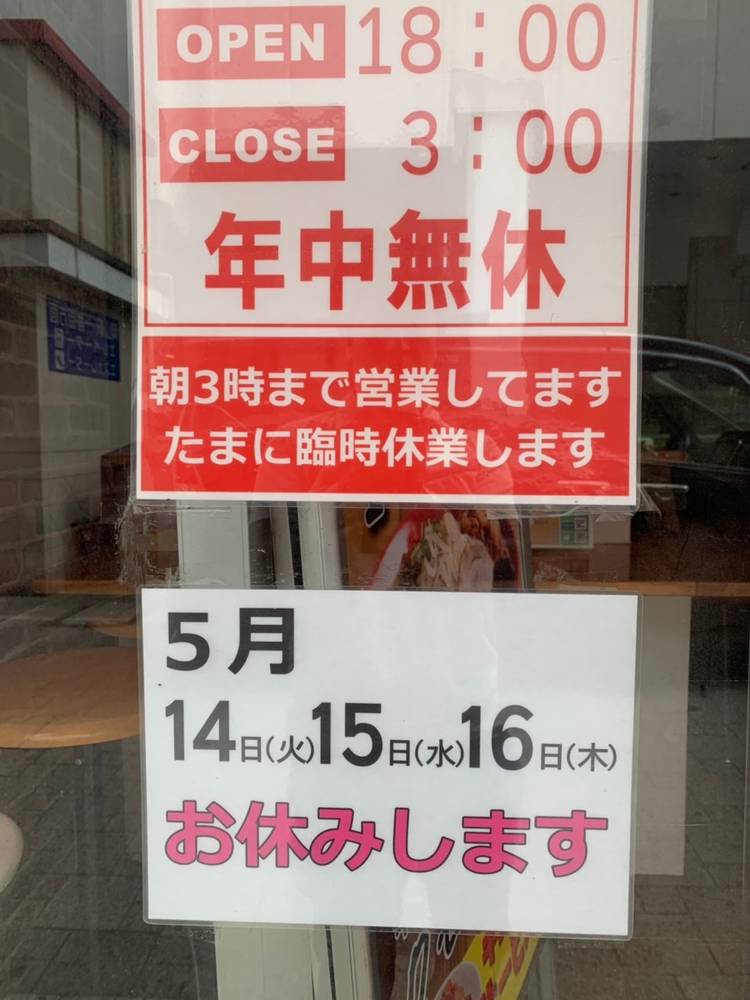 OPEN 18:00
CLOSE 3:00
年中無休
朝3時まで営業してます
たまに臨時休業します
5月
14日(火)15日(水)16日(木)
お休みします